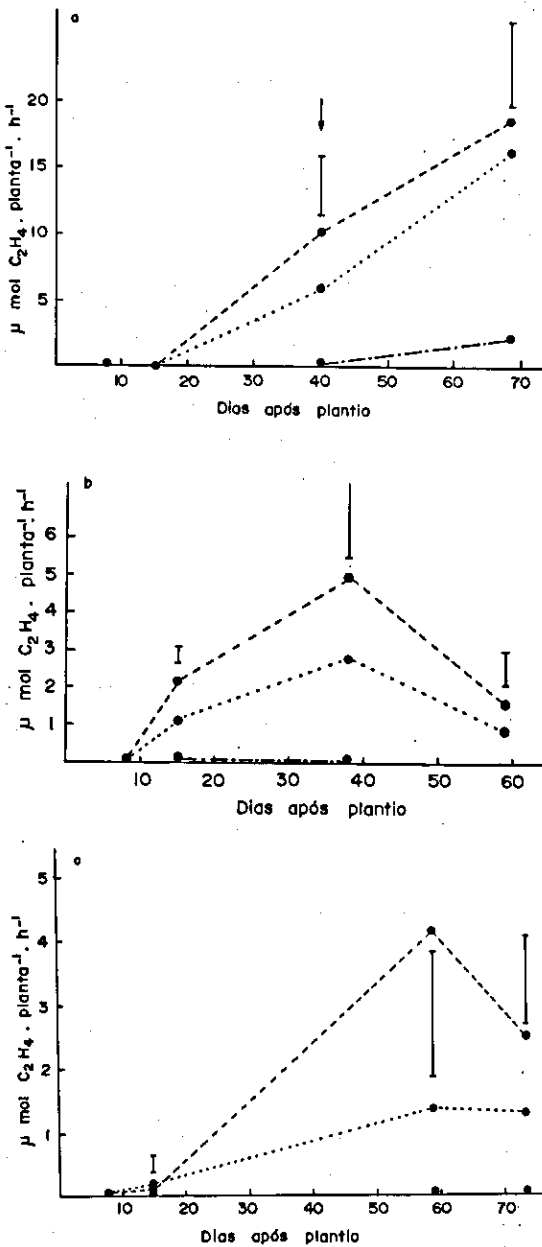 a
μ mol C₂H₄ . planta⁻¹ . h⁻¹
20
15
10
5
10 20 30 40 50 60 70
Dias após plantio
b
μ mol C₂H₄ . planta⁻¹. h⁻¹
6
5
4
3
2
1
10 20 30 40 50 60
Dias após plantio
c
μ mol C₂H₄ . planta⁻¹ . h⁻¹
5
4
3
2
1
10 20 30 40 50 60 70
Dias após plantio